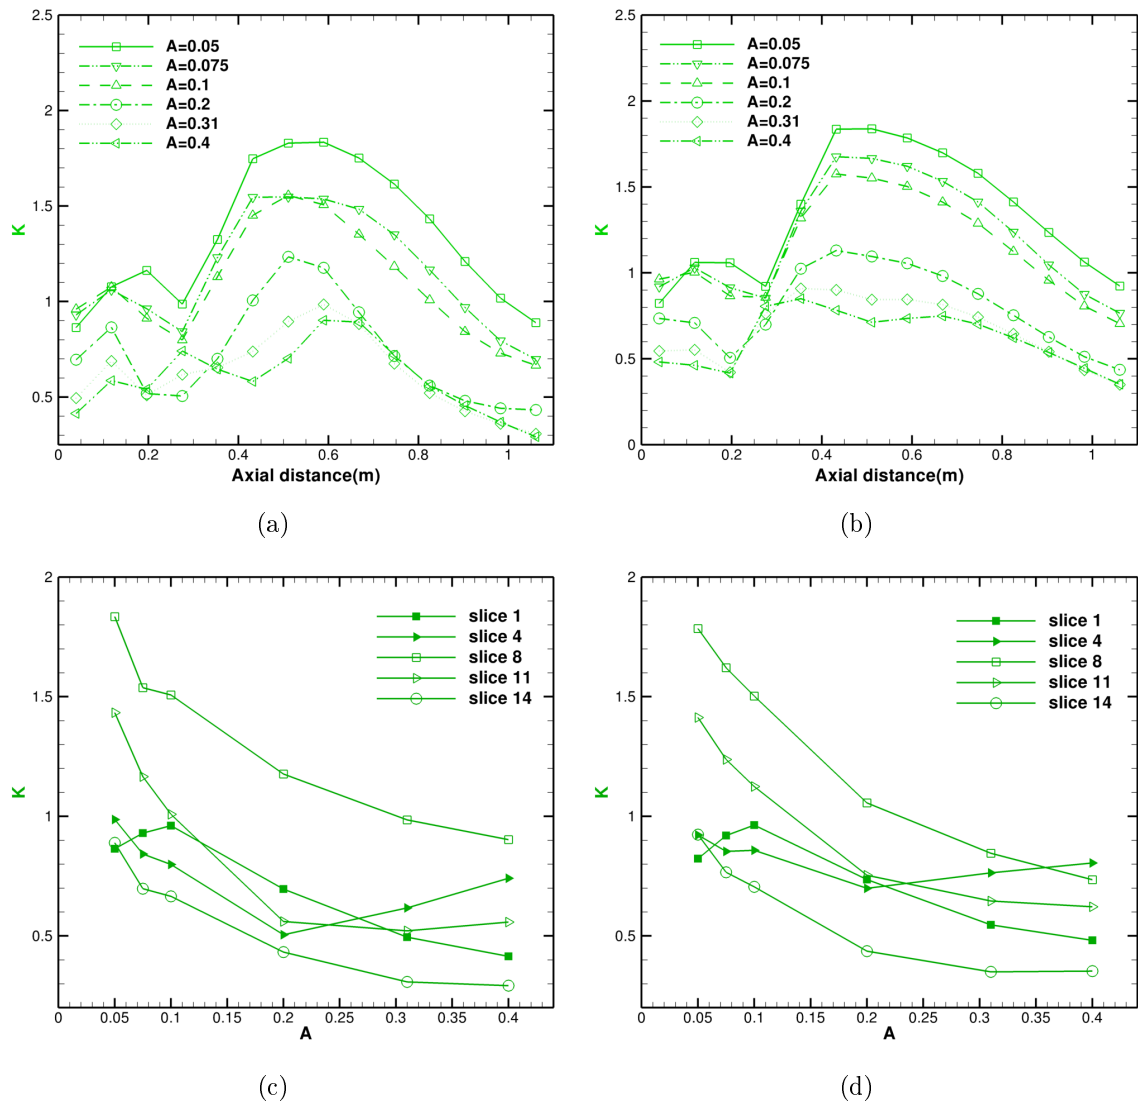 2.5
2
1.5
1
0.5
K
A=0.05
A=0.075
A=0.1
A=0.2
A=0.31
A=0.4
0 0.2 0.4 0.6 0.8 1
Axial distance(m)
(a)
2.5
2
1.5
1
0.5
0
K
A=0.05
A=0.075
A=0.1
A=0.2
A=0.31
A=0.4
0 0.2 0.4 0.6 0.8 1
Axial distance(m)
(b)
2
1.5
1
0.5
K
slice 1
slice 4
slice 8
slice 11
slice 14
0 0.05 0.1 0.15 0.2 0.25 0.3 0.35 0.4
A
(c)
2
1.5
1
0.5
K
slice 1
slice 4
slice 8
slice 11
slice 14
0 0.05 0.1 0.15 0.2 0.25 0.3 0.35 0.4
A
(d)